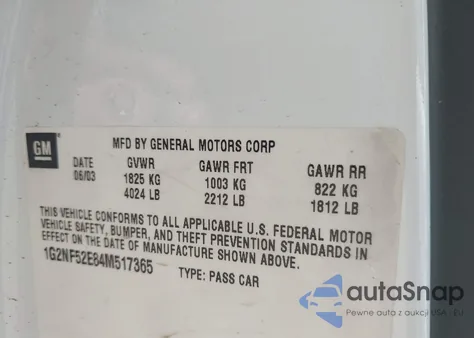 GM
MFD BY GENERAL MOTORS CORP
DATE GVWR GAWR FRT GAWR RR
06/03 1825 KG 1003 KG 822 KG
4024 LB 2212 LB 1812 LB
THIS VEHICLE CONFORMS TO ALL APPLICABLE U.S. FEDERAL MOTOR
VEHICLE SAFETY, BUMPER, AND THEFT PREVENTION STANDARDS IN
EFFECT ON THE DATE OF MANUFACTURE SHOWN ABOVE.
1G2NF52E84M517365 TYPE: PASS CAR
autoSnap
Pewne auta z aukcji USA i EU